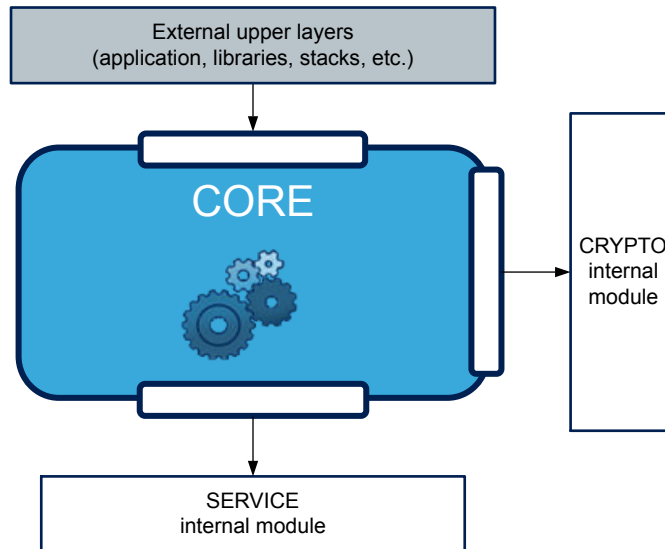 External upper layers
(application, libraries, stacks, etc.)
CORE
CRYPTO
internal
module
SERVICE
internal module